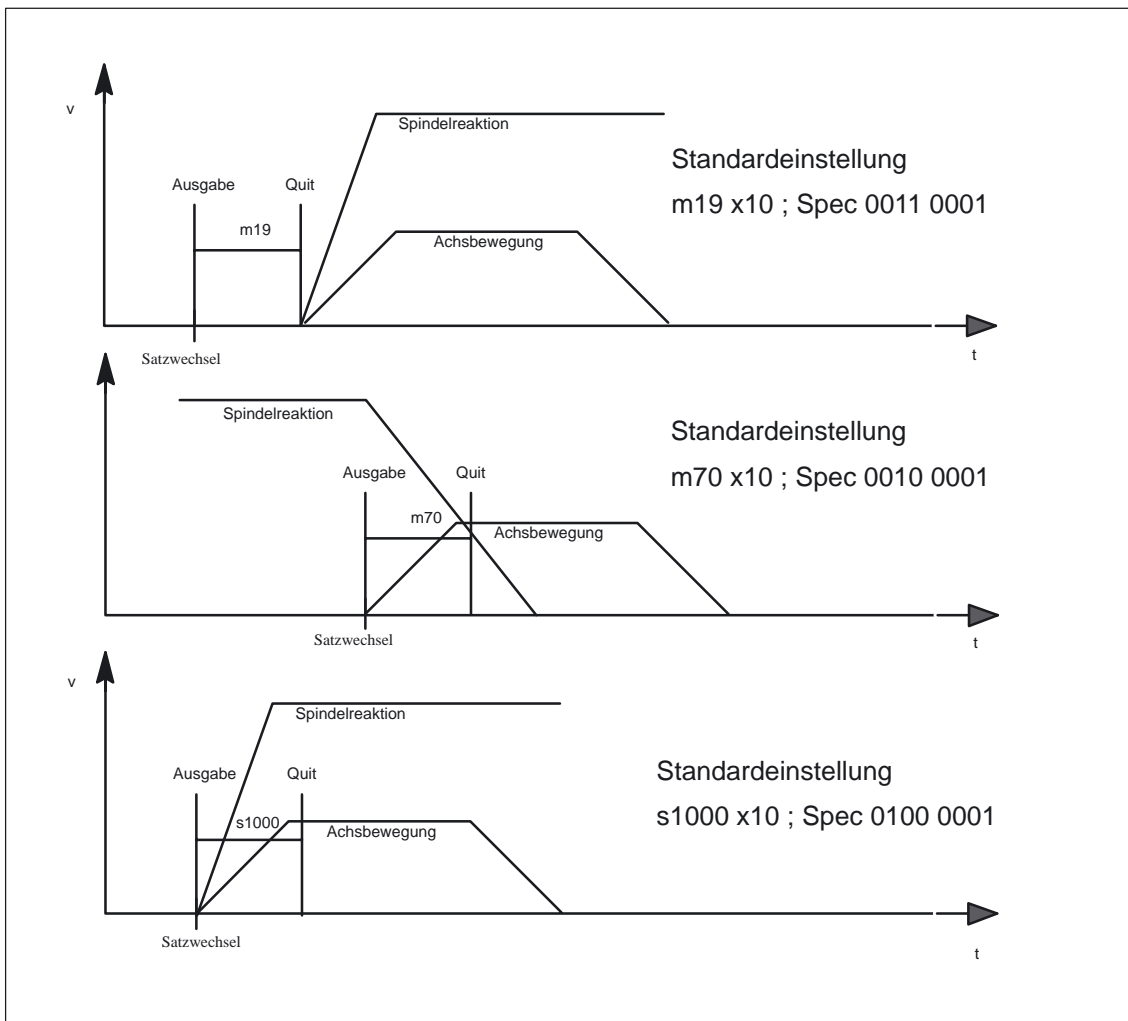 v
Spindelreaktion
Standardeinstellung
m19 x10 ; Spec 0011 0001
Ausgabe
Quit
m19
Achsbewegung
Satzwechsel
t
Spindelreaktion
Standardeinstellung
m70 x10 ; Spec 0010 0001
Ausgabe
Quit
m70
Achsbewegung
Satzwechsel
t
v
Spindelreaktion
Standardeinstellung
s1000 x10 ; Spec 0100 0001
Ausgabe
Quit
s1000
Achsbewegung
Satzwechsel
t